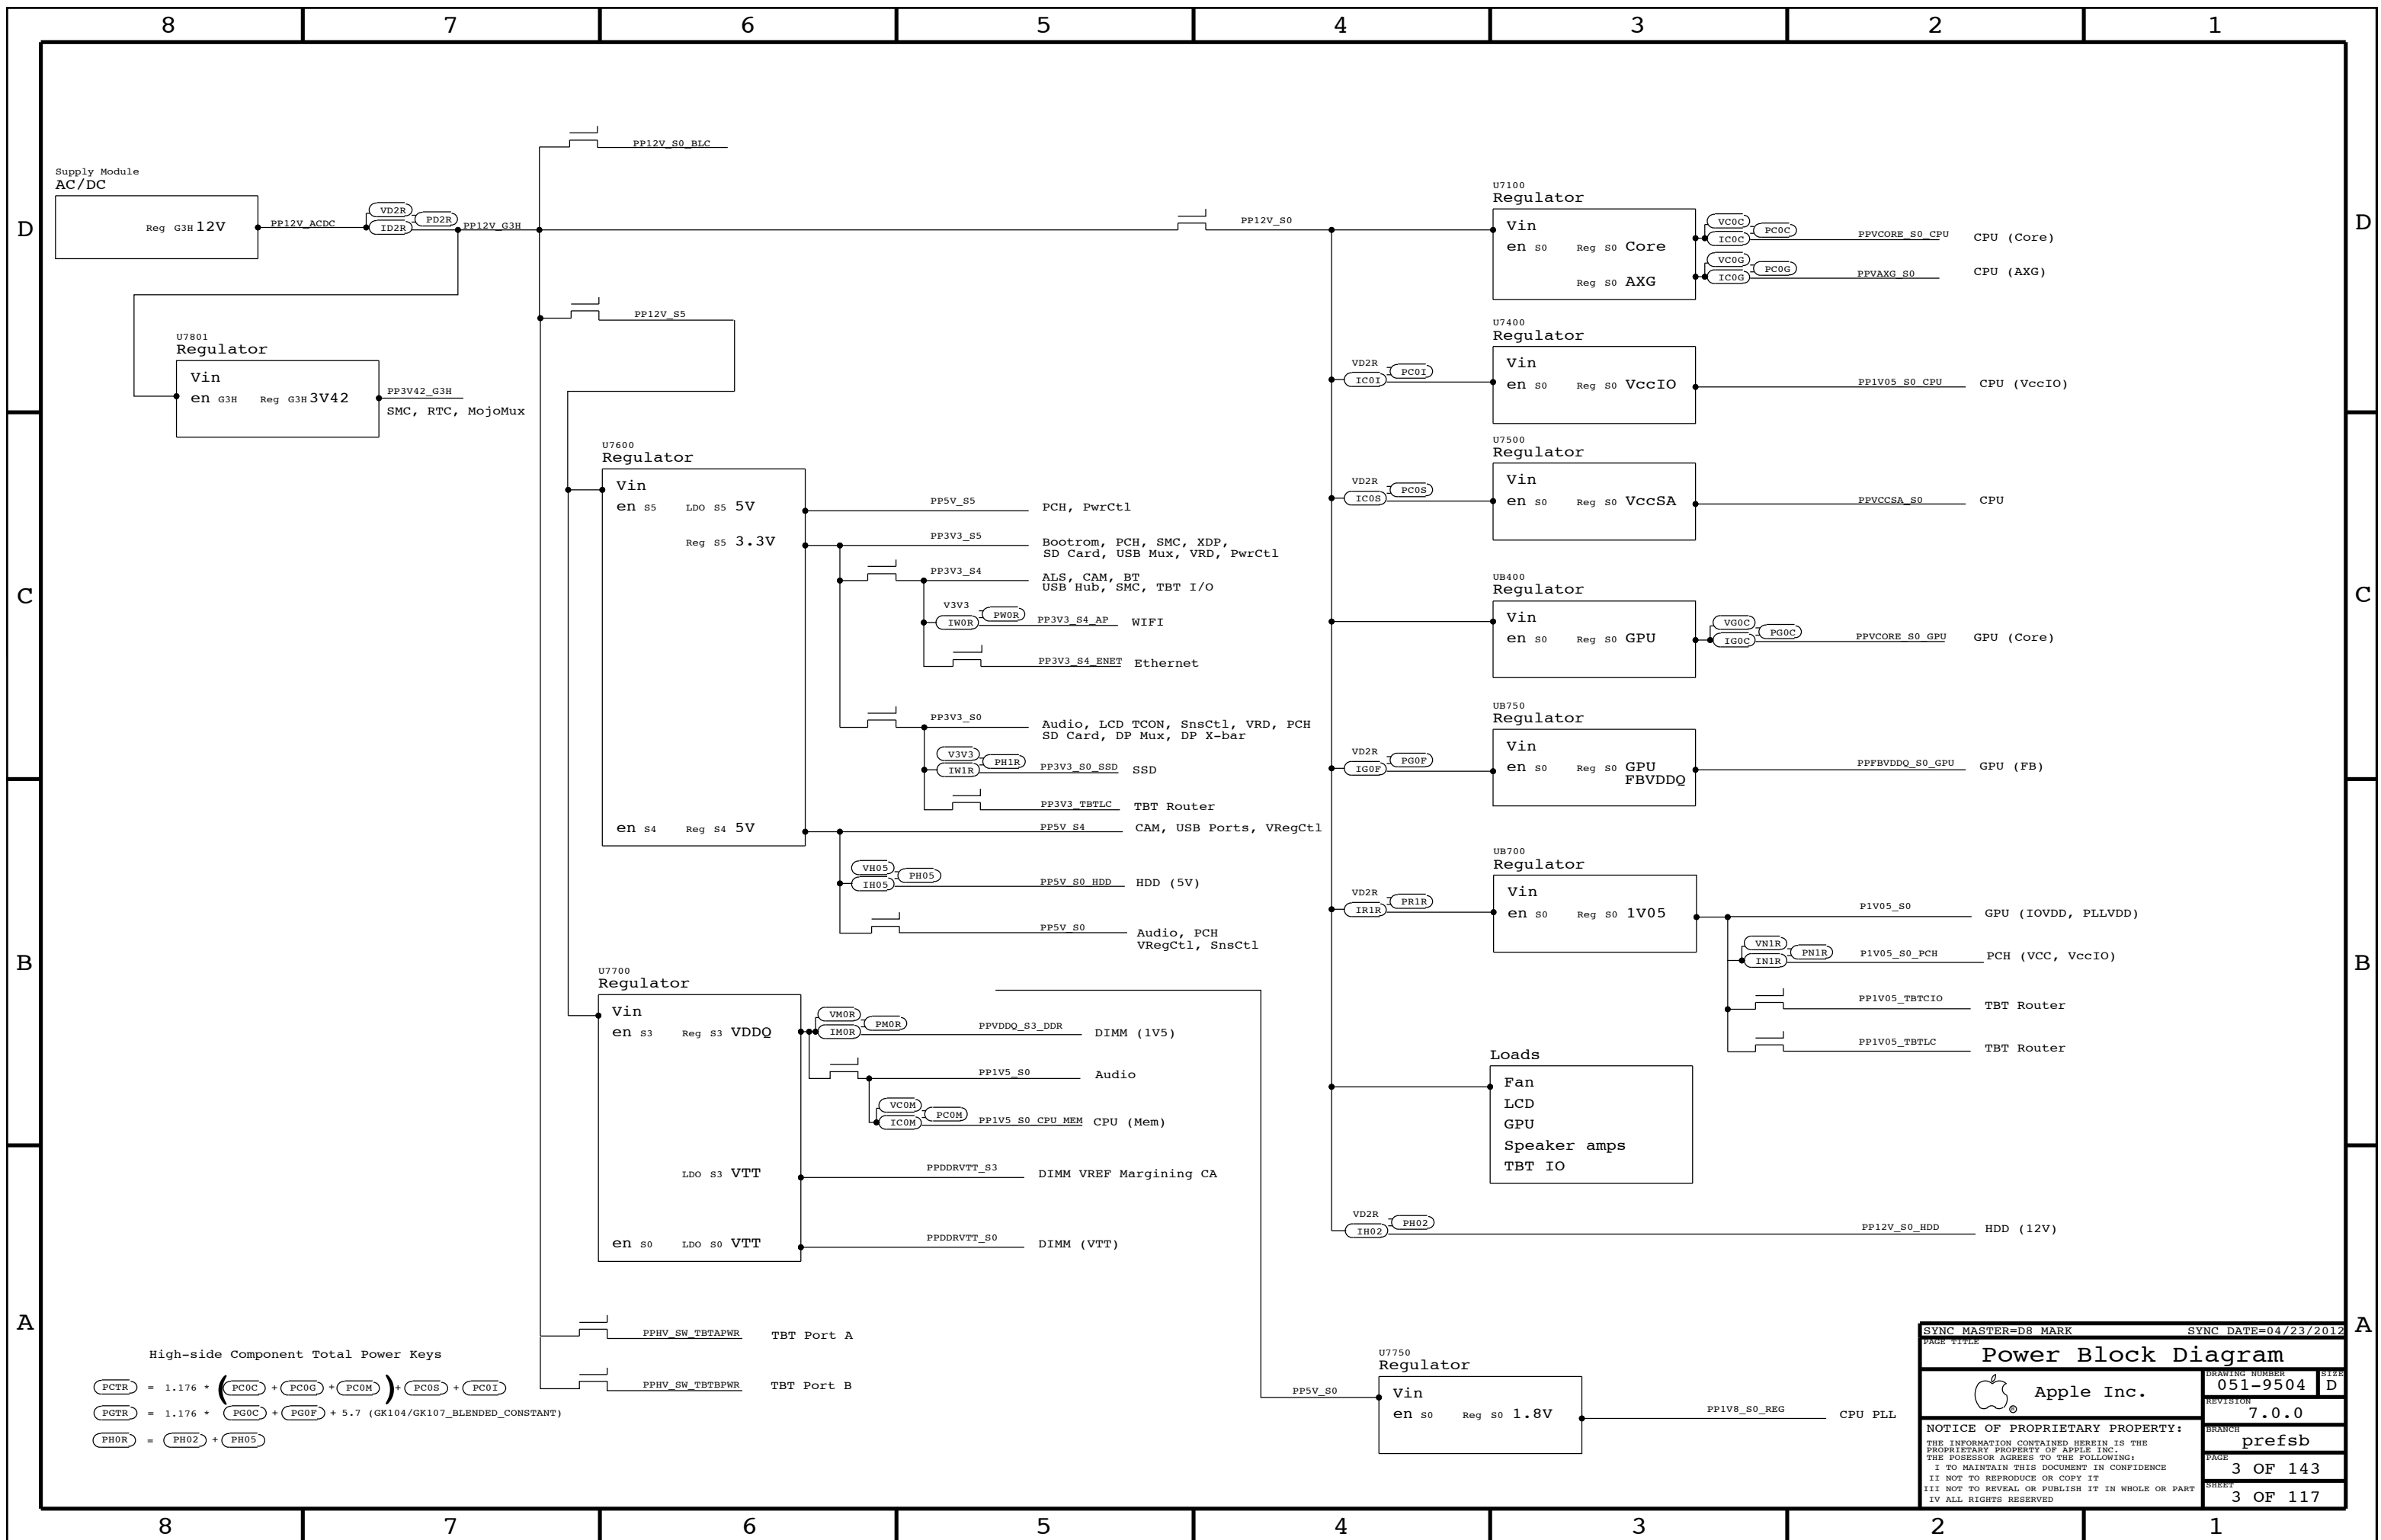 8 7 6 5 4 3 2 1
D
C
B
A
D
C
B
A
Supply Module
AC/DC
Reg G3H 12V
PP12V_ACDC
VD2R
ID2R
PD2R
PP12V_G3H
PP12V_S0_BLC
PP12V_S5
PP12V_S0
U7801
Regulator
Vin
en G3H Reg G3H 3V42
PP3V42_G3H
SMC, RTC, MojoMux
U7600
Regulator
Vin
en S5 LDO S5 5V
Reg S5 3.3V
en S4 Reg S4 5V
PP5V_S5
PCH, PwrCtl
PP3V3_S5
Bootrom, PCH, SMC, XDP,
SD Card, USB Mux, VRD, PwrCtl
PP3V3_S4
ALS, CAM, BT
USB Hub, SMC, TBT I/O
V3V3
IW0R
PW0R
PP3V3_S4_AP
WIFI
PP3V3_S4_ENET
Ethernet
PP3V3_S0
Audio, LCD TCON, SnsCtl, VRD, PCH
SD Card, DP Mux, DP X-bar
V3V3
IW1R
PH1R
PP3V3_S0_SSD
SSD
PP3V3_TBTLC
TBT Router
PP5V_S4
CAM, USB Ports, VRegCtl
VH05
IH05
PH05
PP5V_S0_HDD
HDD (5V)
PP5V_S0
Audio, PCH
VRegCtl, SnsCtl
U7700
Regulator
Vin
en S3 Reg S3 VDDQ
LDO S3 VTT
en S0 LDO S0 VTT
VM0R
IM0R
PM0R
PPVDDQ_S3_DDR
DIMM (1V5)
PP1V5_S0
Audio
VC0M
IC0M
PC0M
PP1V5_S0_CPU_MEM
CPU (Mem)
PPDDRVTT_S3
DIMM VREF Margining CA
PPDDRVTT_S0
DIMM (VTT)
PPHV_SW_TBTAPWR
TBT Port A
PPHV_SW_TBTBPWR
TBT Port B
U7100
Regulator
Vin
en S0 Reg S0 Core
Reg S0 AXG
VC0C
IC0C
PC0C
PPVCORE_S0_CPU
CPU (Core)
VC0G
IC0G
PC0G
PPVAXG_S0
CPU (AXG)
U7400
Regulator
VD2R
IC0I
PC0I
Vin
en S0 Reg S0 VccIO
PP1V05_S0_CPU
CPU (VccIO)
U7500
Regulator
VD2R
IC0S
PC0S
Vin
en S0 Reg S0 VccSA
PPVCCSA_S0
CPU
UB400
Regulator
Vin
en S0 Reg S0 GPU
VG0C
IG0C
PG0C
PPVCORE_S0_GPU
GPU (Core)
UB750
Regulator
VD2R
IG0F
PG0F
Vin
en S0 Reg S0 GPU
FBVDDQ
PPFBVDDQ_S0_GPU
GPU (FB)
UB700
Regulator
VD2R
IR1R
PR1R
Vin
en S0 Reg S0 1V05
P1V05_S0
GPU (IOVDD, PLLVDD)
VN1R
IN1R
PN1R
P1V05_S0_PCH
PCH (VCC, VccIO)
PP1V05_TBTCIO
TBT Router
PP1V05_TBTLC
TBT Router
Loads
Fan
LCD
GPU
Speaker amps
TBT IO
VD2R
IH02
PH02
PP12V_S0_HDD
HDD (12V)
U7750
Regulator
PP5V_S0
Vin
en S0 Reg S0 1.8V
PP1V8_S0_REG
CPU PLL
High-side Component Total Power Keys
PCTR = 1.176 * ( PC0C + PC0G + PC0M ) + PC0S + PC0I
PGTR = 1.176 * PG0C + PG0F + 5.7 (GK104/GK107_BLENDED_CONSTANT)
PH0R = PH02 + PH05
SYNC MASTER=D8 MARK SYNC DATE=04/23/2012
PAGE TITLE
Power Block Diagram
Apple Inc.
®
DRAWING NUMBER
051-9504
SIZE
D
REVISION
7.0.0
BRANCH
prefsb
PAGE
3 OF 143
SHEET
3 OF 117
NOTICE OF PROPRIETARY PROPERTY:
THE INFORMATION CONTAINED HEREIN IS THE
PROPRIETARY PROPERTY OF APPLE INC.
THE POSESSOR AGREES TO THE FOLLOWING:
I TO MAINTAIN THIS DOCUMENT IN CONFIDENCE
II NOT TO REPRODUCE OR COPY IT
III NOT TO REVEAL OR PUBLISH IT IN WHOLE OR PART
IV ALL RIGHTS RESERVED
8 7 6 5 4 3 2 1